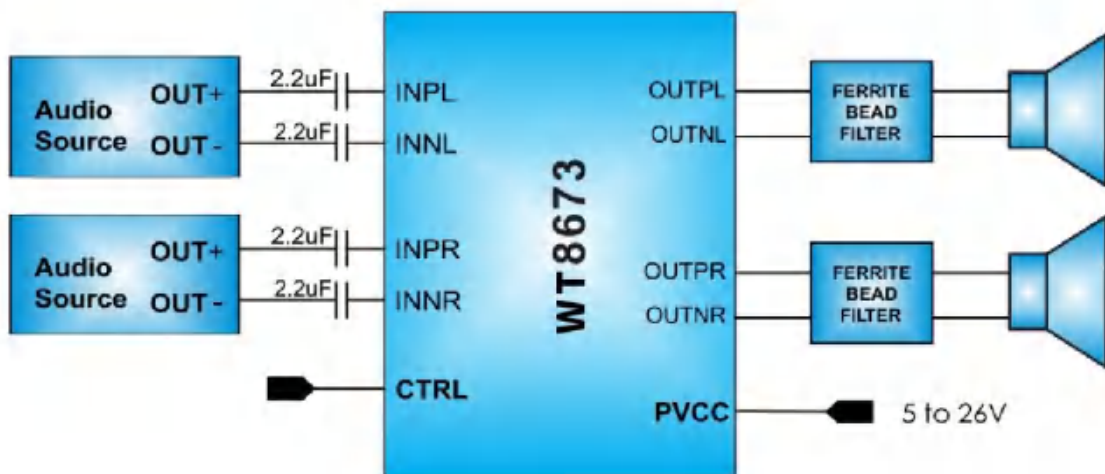 Audio
Source
OUT+
OUT-
2.2uF
2.2uF
INPL
INNL
Audio
Source
OUT+
OUT-
2.2uF
2.2uF
INPR
INNR
CTRL
WT8673
OUTPL
OUTNL
FERRITE
BEAD
FILTER
OUTPR
OUTNR
FERRITE
BEAD
FILTER
PVCC
5 to 26V